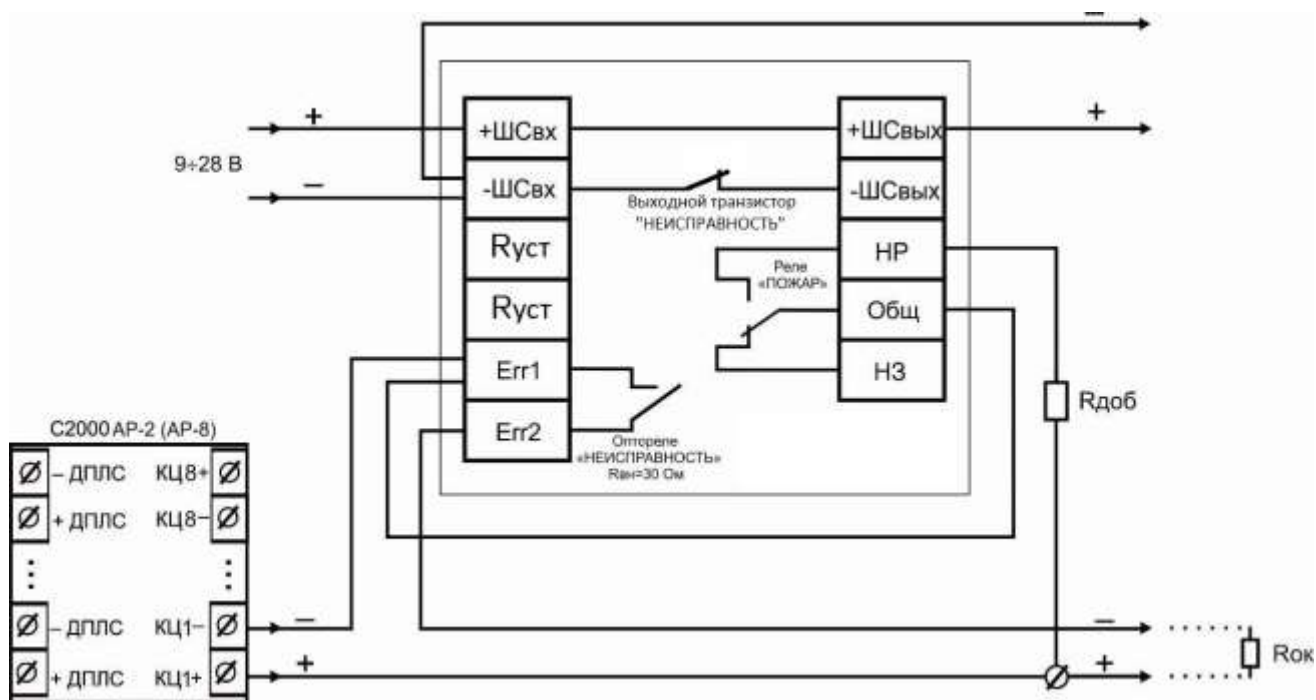 –
+
+
+ШСвх
+ШСвых
9÷28 В
–
-ШСвх
-ШСвых
Выходной транзистор
"НЕИСПРАВНОСТЬ"
Rуст
НР
Реле
«ПОЖАР»
Rуст
Общ
Err1
НЗ
Rдоб
С2000 АР-2 (АР-8)
Err2
Оптореле
«НЕИСПРАВНОСТЬ»
Rвн=30 Ом
– ДПЛС КЦ8+
+ ДПЛС КЦ8–
– ДПЛС КЦ1–
–
–
+ ДПЛС КЦ1+
+
+
Rок